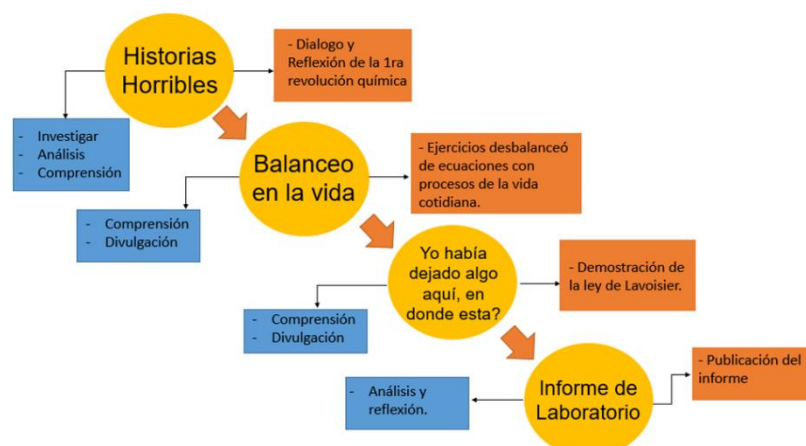 Historias
Horribles
- Dialogo y
Reflexión de la 1ra
revolución química
- Investigar
- Análisis
- Comprensión
Balanceo
en la vida
- Ejercicios desbalanceó
de ecuaciones con
procesos de la vida
cotidiana.
- Comprensión
- Divulgación
Yo había
dejado algo
aquí, en
donde esta?
- Demostración de
la ley de Lavoisier.
- Comprensión
- Divulgación
Informe de
Laboratorio
- Publicación del
informe
- Análisis y
reflexión.